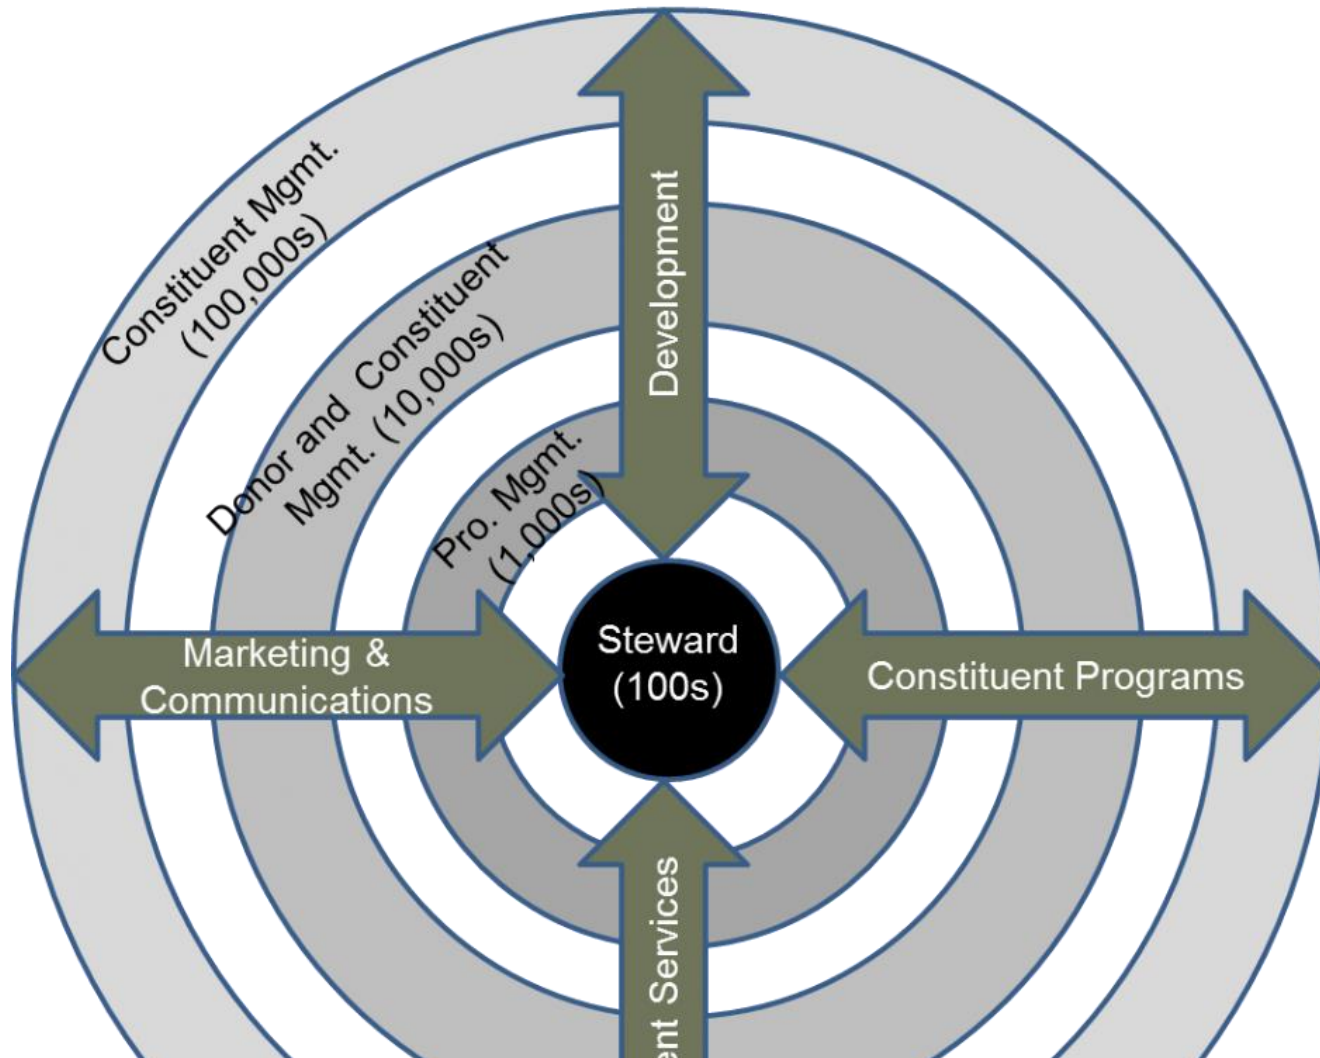 Constituent Mgmt.
(100,000s)
Donor and Constituent
Mgmt. (10,000s)
Pro. Mgmt.
(1,000s)
Development
Marketing &
Communications
Steward
(100s)
Constituent Programs
Services